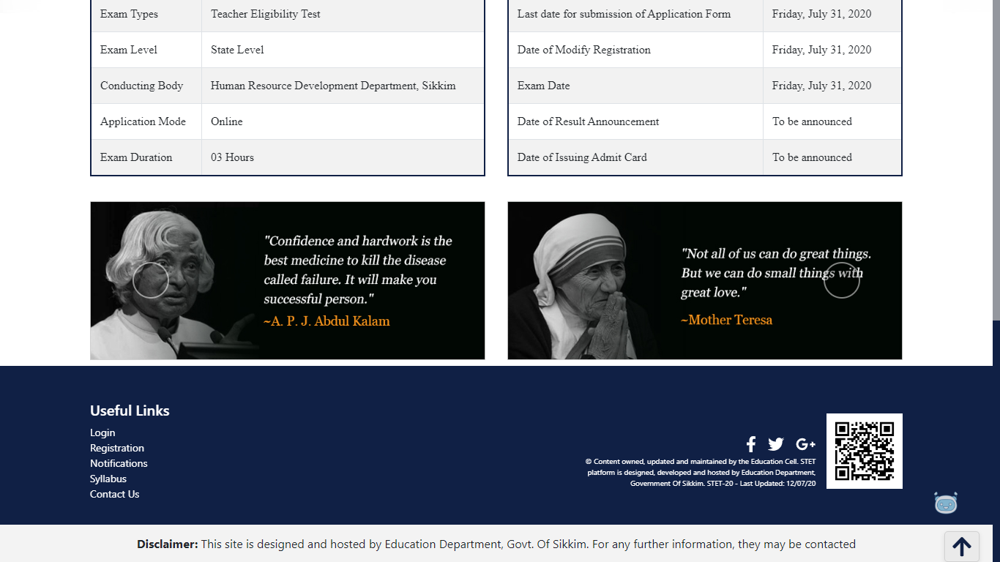 Exam Types Teacher Eligibility Test
Exam Level State Level
Conducting Body Human Resource Development Department, Sikkim
Application Mode Online
Exam Duration 03 Hours
Last date for submission of Application Form Friday, July 31, 2020
Date of Modify Registration Friday, July 31, 2020
Exam Date Friday, July 31, 2020
Date of Result Announcement To be announced
Date of Issuing Admit Card To be announced
"Confidence and hardwork is the
best medicine to kill the disease
called failure. It will make you
successful person."
~A. P. J. Abdul Kalam
"Not all of us can do great things.
But we can do small things with
great love."
~Mother Teresa
Useful Links
Login
Registration
Notifications
Syllabus
Contact Us
© Content owned, updated and maintained by the Education Cell. STET
platform is designed, developed and hosted by Education Department,
Government Of Sikkim. STET-20 - Last Updated: 12/07/20
Disclaimer: This site is designed and hosted by Education Department, Govt. Of Sikkim. For any further information, they may be contacted